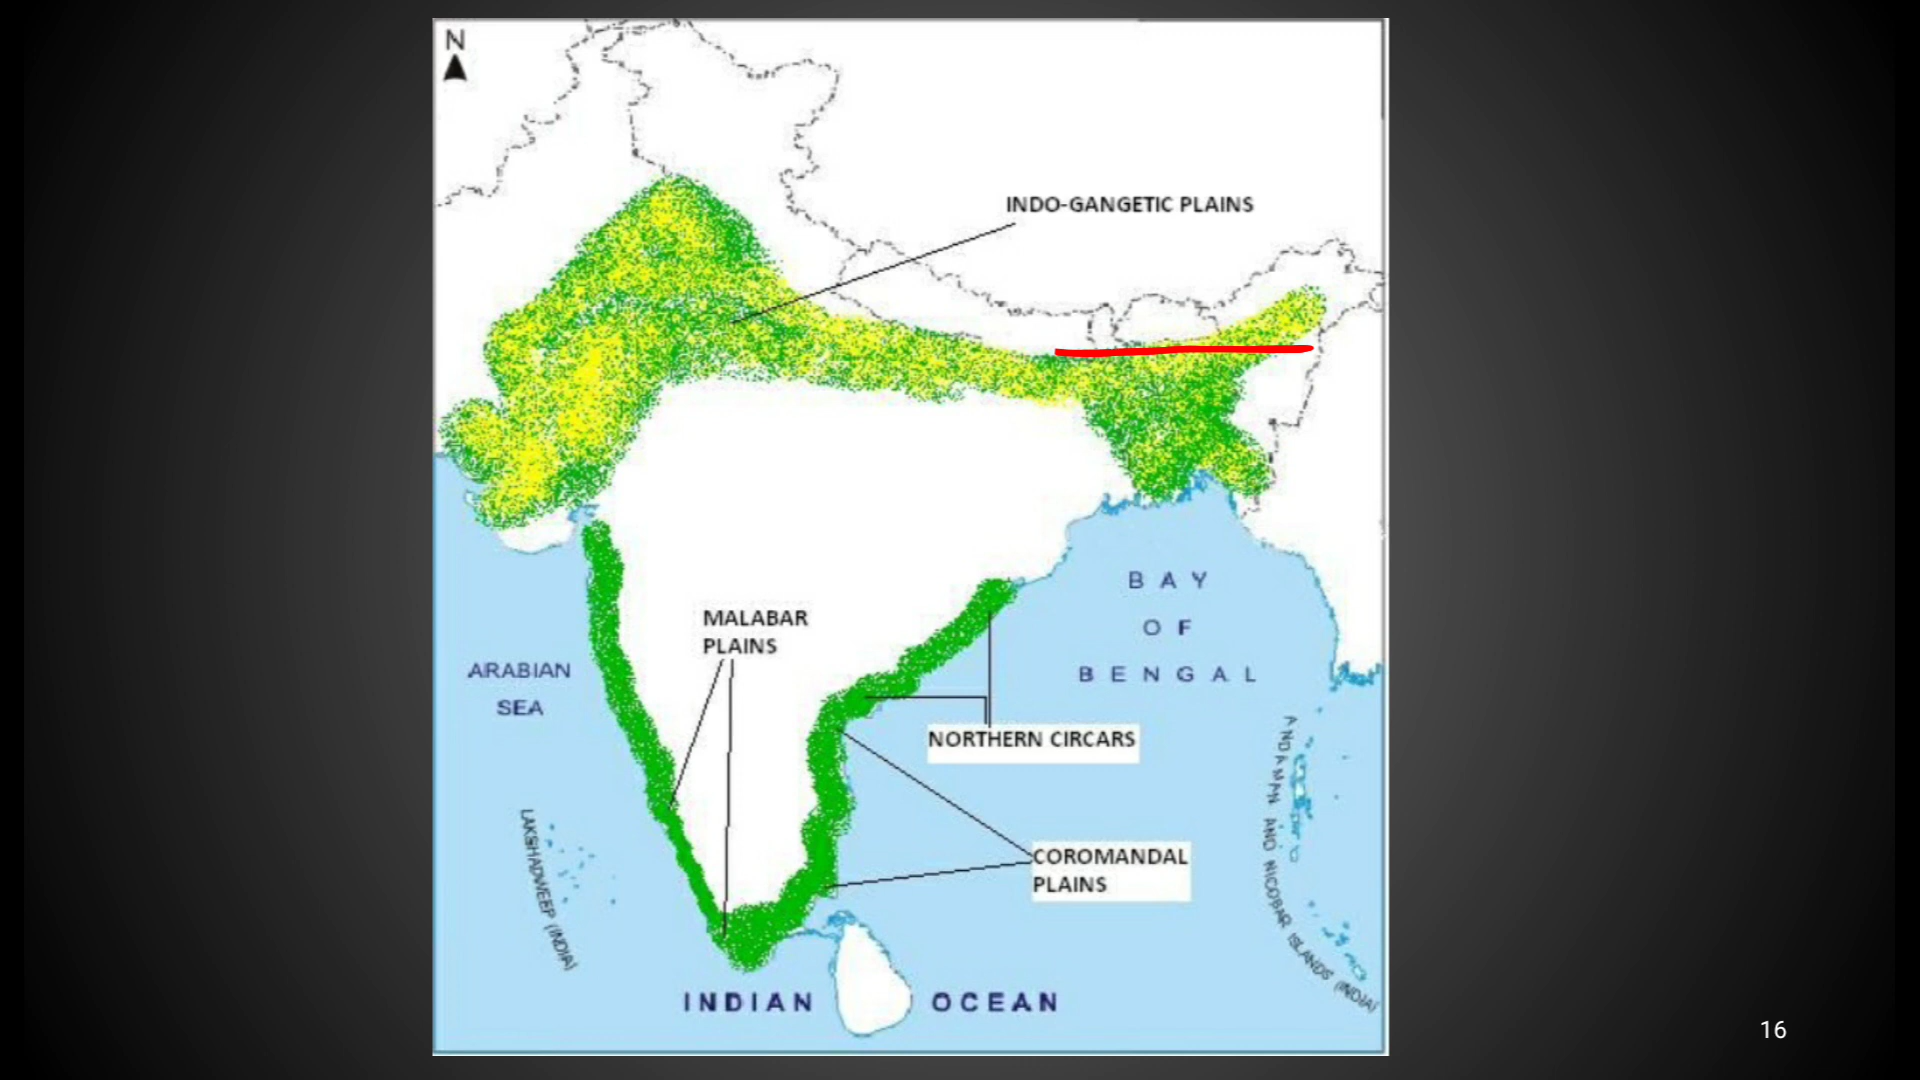 N
INDO-GANGETIC PLAINS
BAY
OF
BENGAL
MALABAR
PLAINS
ARABIAN
SEA
NORTHERN CIRCARS
COROMANDAL
PLAINS
LAKSHADWEEP (INDIA)
ANDAMAN AND NICOBAR ISLANDS (INDIA)
INDIAN OCEAN
16